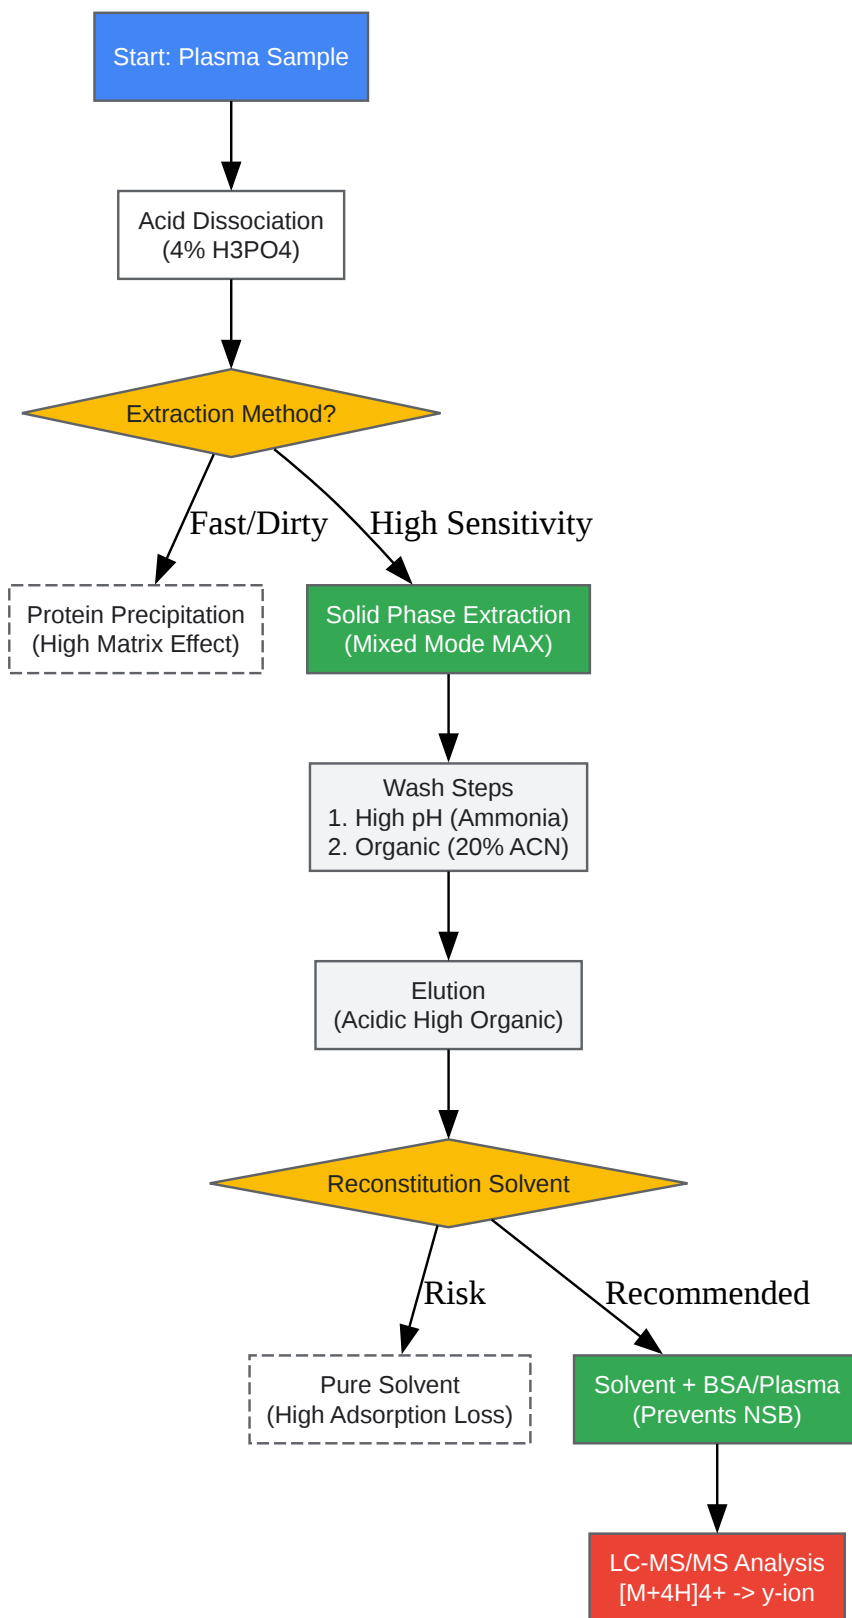 Start: Plasma Sample
Acid Dissociation
(4% H3PO4)
Extraction Method?
Fast/Dirty
High Sensitivity
Protein Precipitation
(High Matrix Effect)
Solid Phase Extraction
(Mixed Mode MAX)
Wash Steps
1. High pH (Ammonia)
2. Organic (20% ACN)
Elution
(Acidic High Organic)
Reconstitution Solvent
Risk
Recommended
Pure Solvent
(High Adsorption Loss)
Solvent + BSA/Plasma
(Prevents NSB)
LC-MS/MS Analysis
[M+4H]4+ -> y-ion